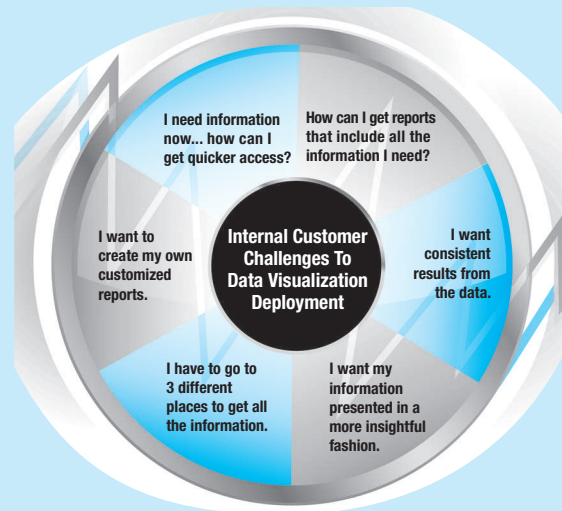 I need information
now... how can I
get quicker access?
How can I get reports
that include all the
information I need?
I want
consistent
results from
the data.
I want my
information
presented in a
more insightful
fashion.
I have to go to
3 different
places to get all
the information.
I want to
create my own
customized
reports.
Internal Customer
Challenges To
Data Visualization
Deployment